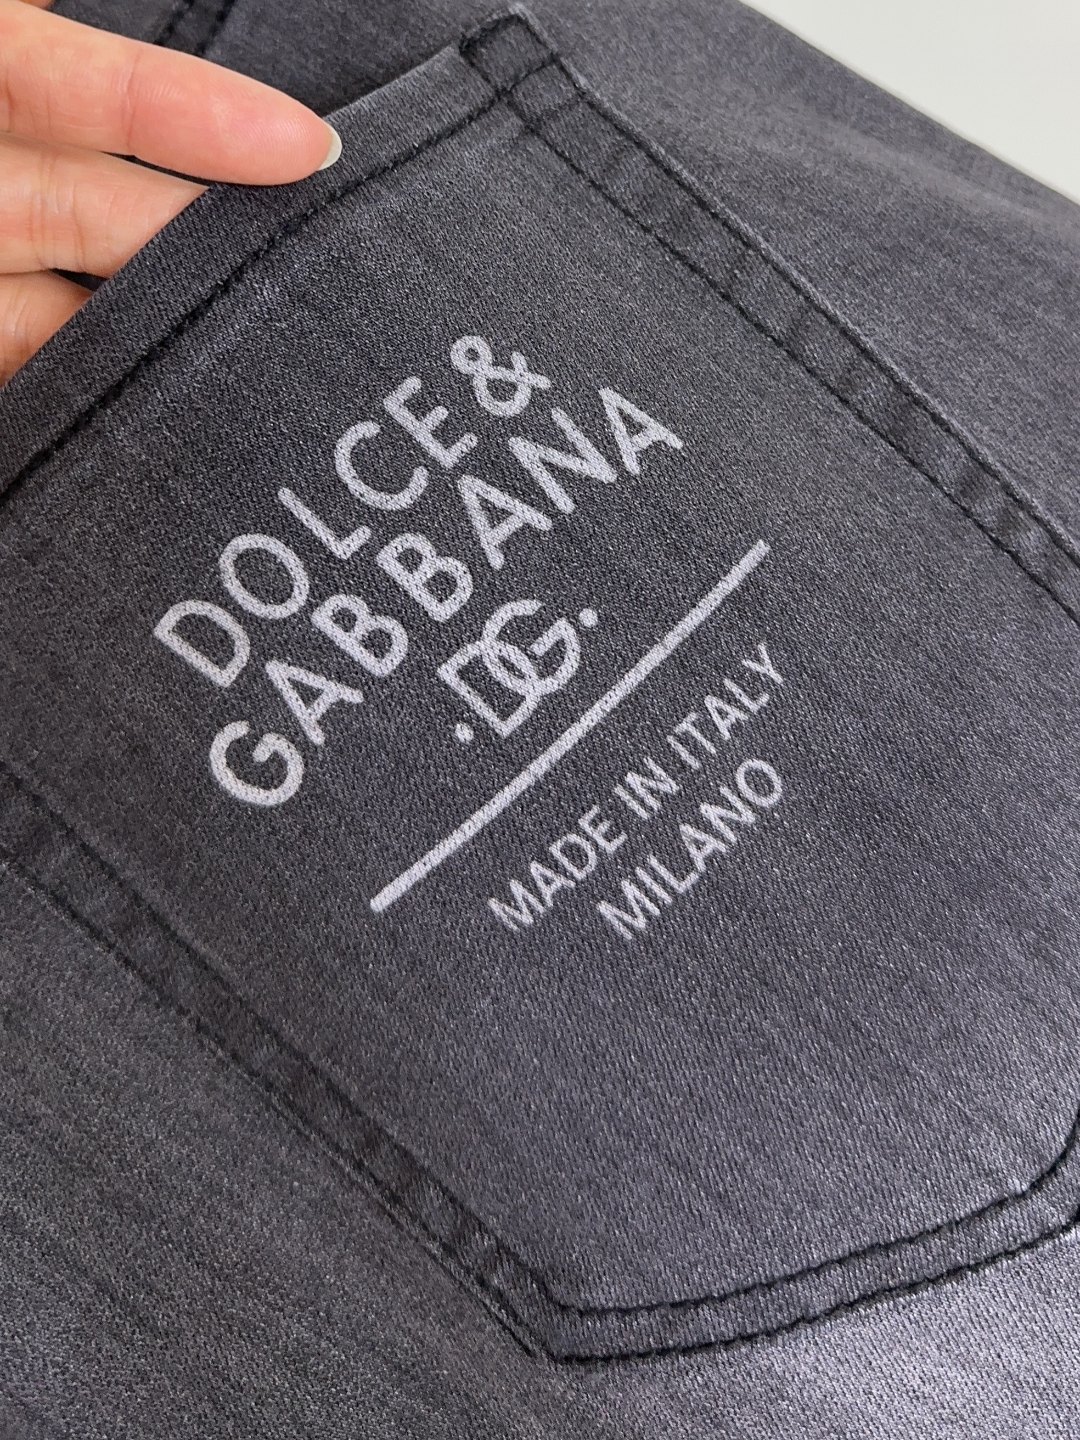 DOLCE &
GABBANA
·DG·
MADE IN ITALY
MILANO